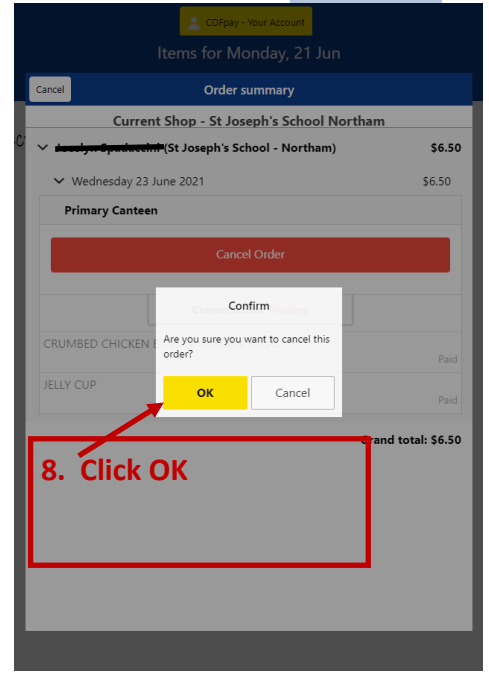 CDFpay - Your Account
Items for Monday, 21 Jun
Cancel
Order summary
Current Shop - St Joseph's School Northam
(St Joseph's School - Northam) $6.50
Wednesday 23 June 2021 $6.50
Primary Canteen
Cancel Order
Confirm
Are you sure you want to cancel this
order?
CRUMBED CHICKEN
Paid
OK Cancel
JELLY CUP
Paid
Grand total: $6.50
8. Click OK